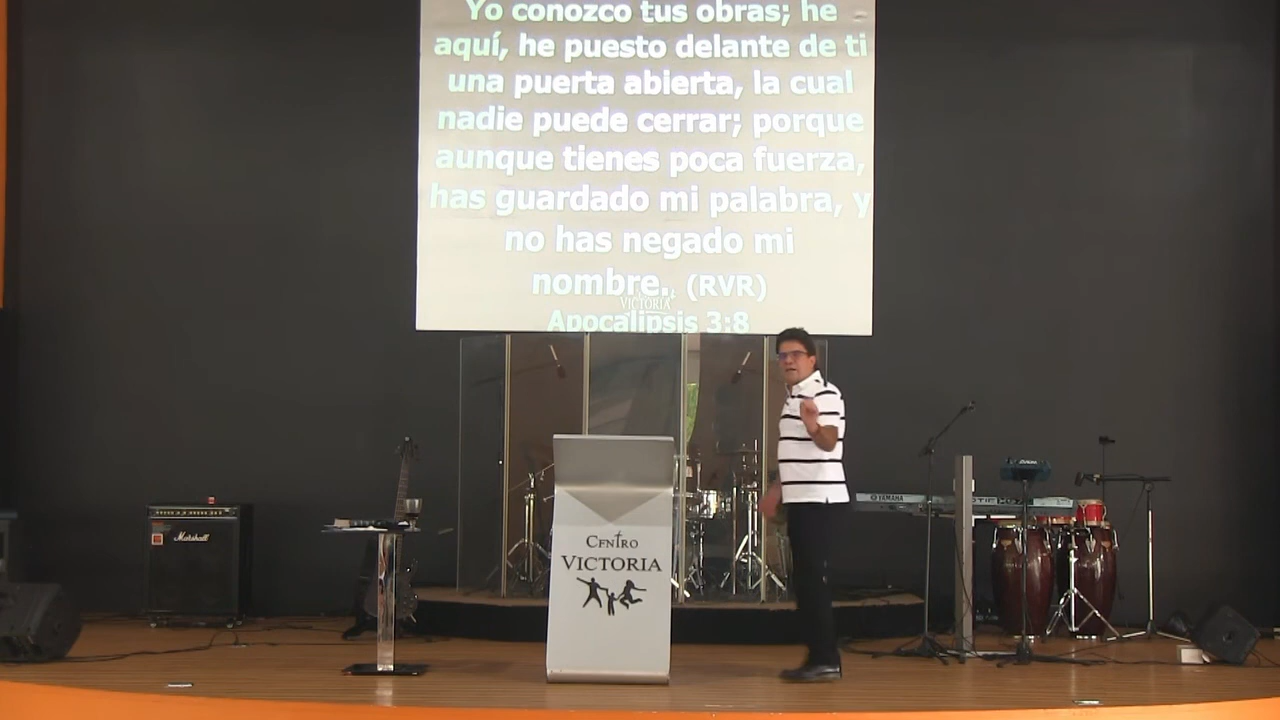 Yo conozco tus obras; he
aquí, he puesto delante de ti
una puerta abierta, la cual
nadie puede cerrar; porque
aunque tienes poca fuerza,
has guardado mi palabra, y
no has negado mi
nombre. (RVR)
VICTORIA
Apocalipsis 3:8
Marshall
YAMAHA
CENTRO
VICTORIA